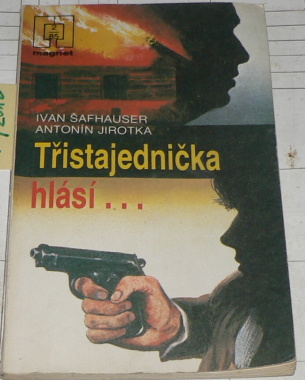 magnet
IVAN ŠAFHAUSER
ANTONÍN JIROTKA
Třistajednička
hlásí...